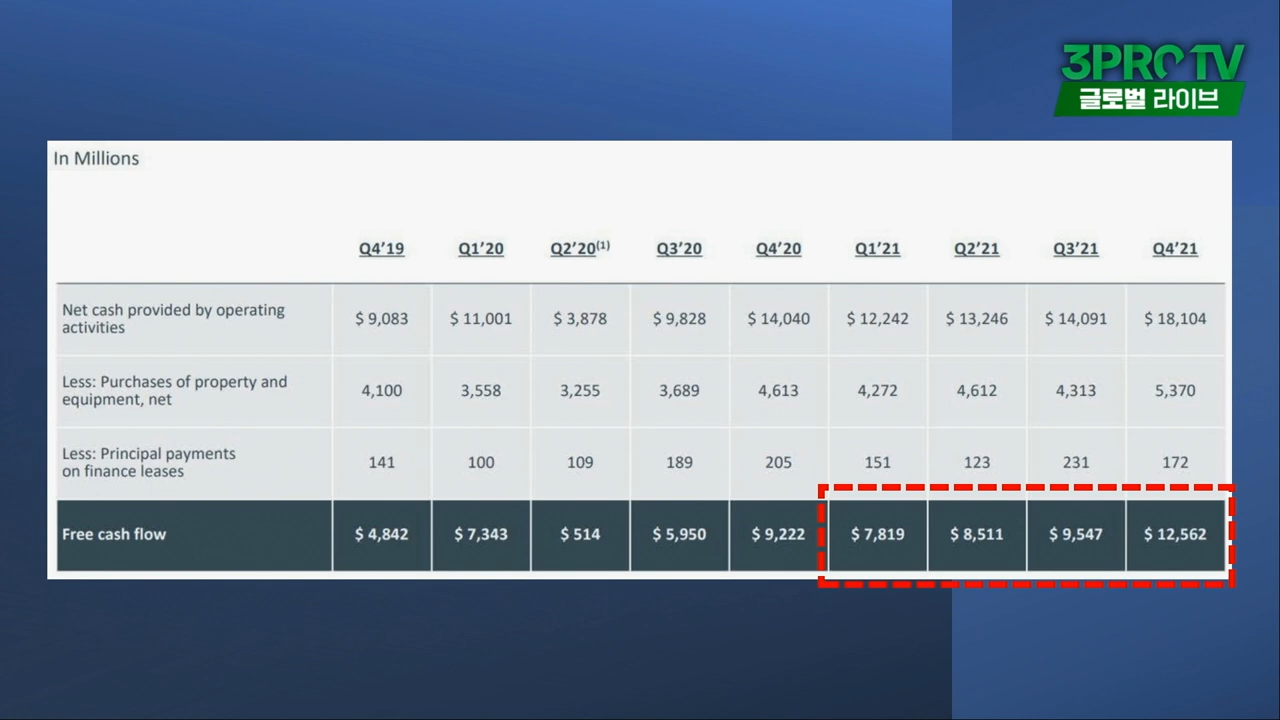 3PRO TV
글로벌 라이브
In Millions
Q4’19 Q1’20 Q2’20(1) Q3’20 Q4’20 Q1’21 Q2’21 Q3’21 Q4’21
Net cash provided by operating
activities
$ 9,083 $ 11,001 $ 3,878 $ 9,828 $ 14,040 $ 12,242 $ 13,246 $ 14,091 $ 18,104
Less: Purchases of property and
equipment, net
4,100 3,558 3,255 3,689 4,613 4,272 4,612 4,313 5,370
Less: Principal payments
on finance leases
141 100 109 189 205 151 123 231 172
Free cash flow $ 4,842 $ 7,343 $ 514 $ 5,950 $ 9,222 $ 7,819 $ 8,511 $ 9,547 $ 12,562